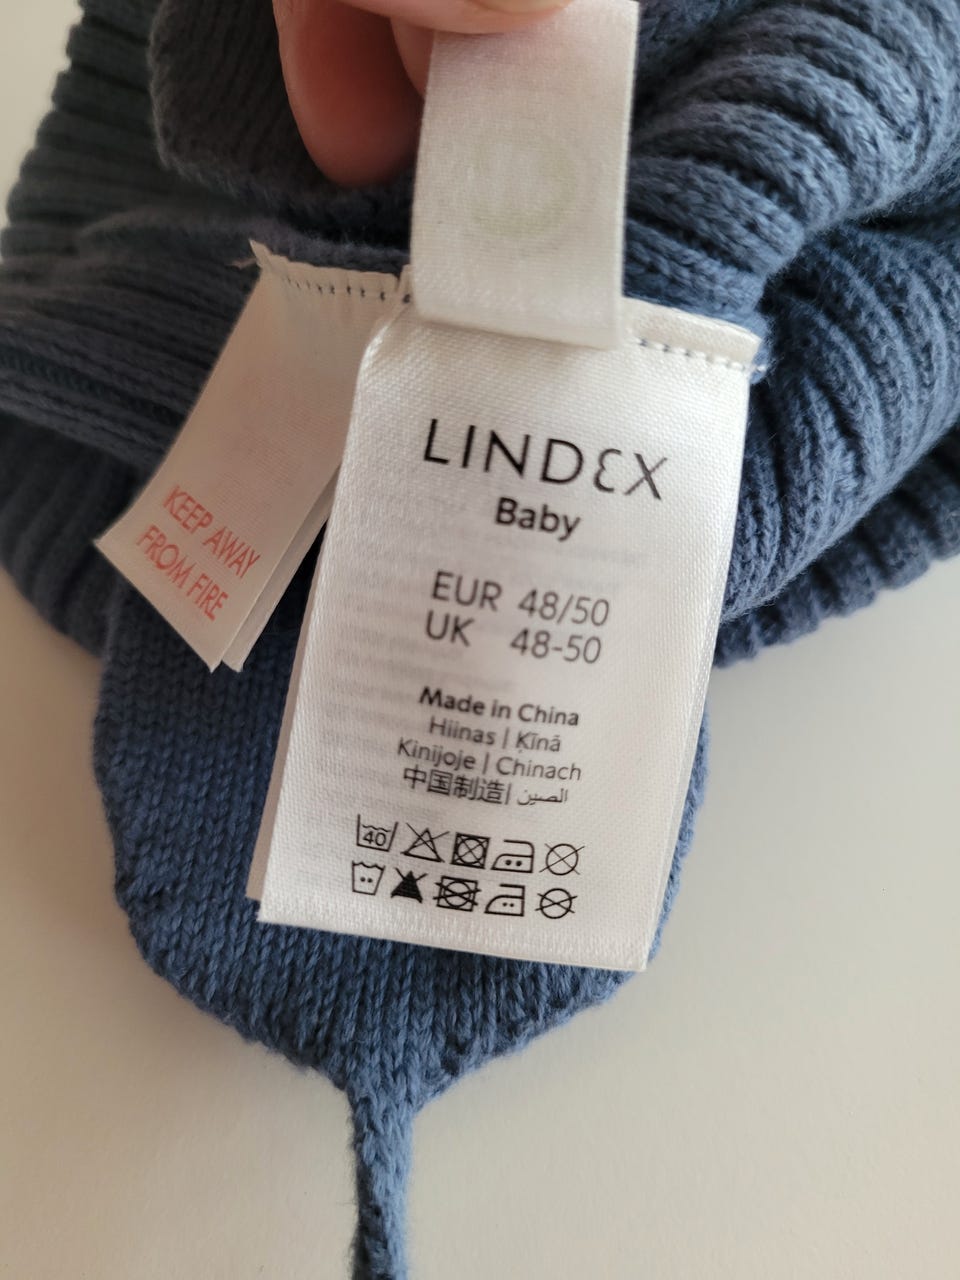 KEEP AWAY
FROM FIRE
LINDEX
Baby
EUR 48/50
UK 48-50
Made in China
Hiinas | Ķīnā
Kinijoje | Chinach
中国制造| الصين
40